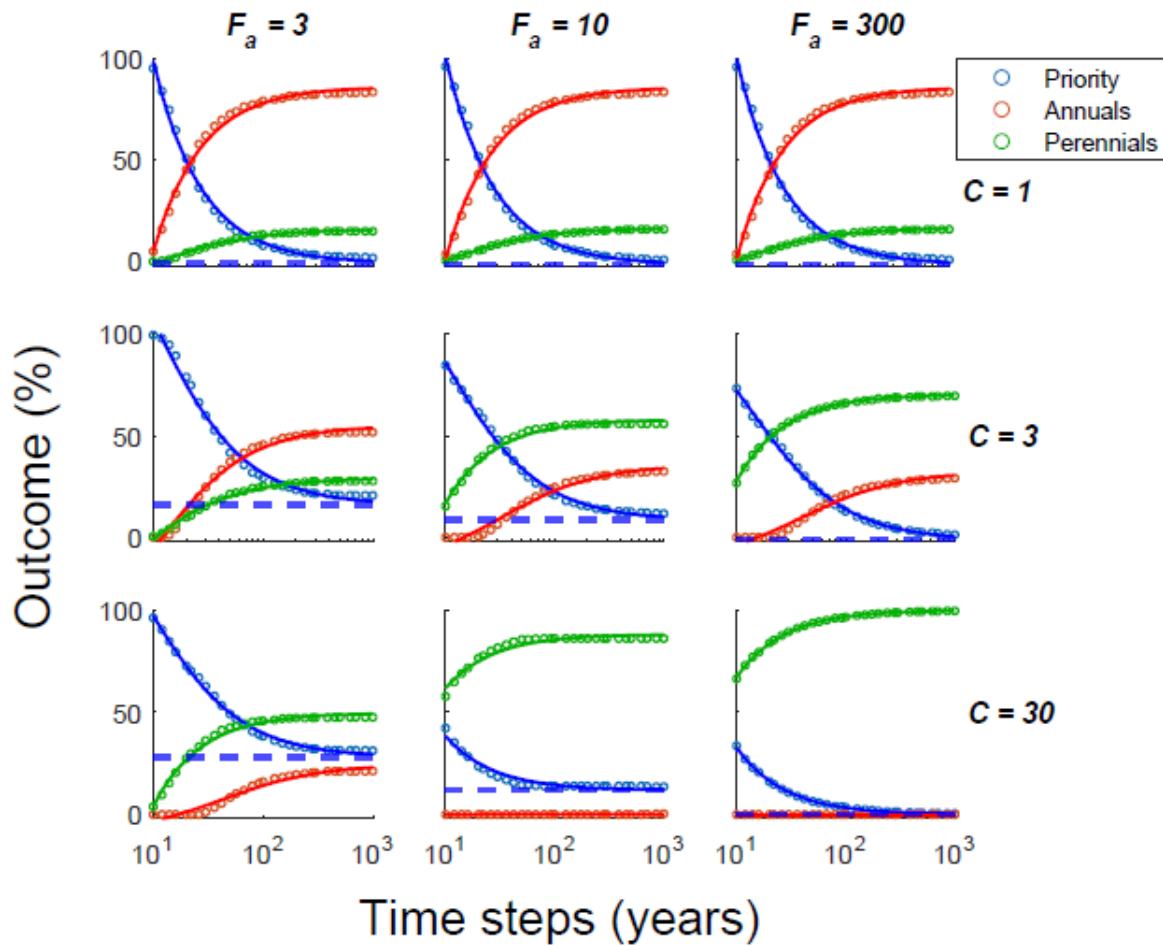 F_a = 3 F_a = 10 F_a = 300
100
50
0
Priority
Annuals
Perennials
C = 1
100
50
0
C = 3
100
50
0
C = 30
10^1 10^2 10^3 10^1 10^2 10^3 10^1 10^2 10^3
Outcome (%)
Time steps (years)